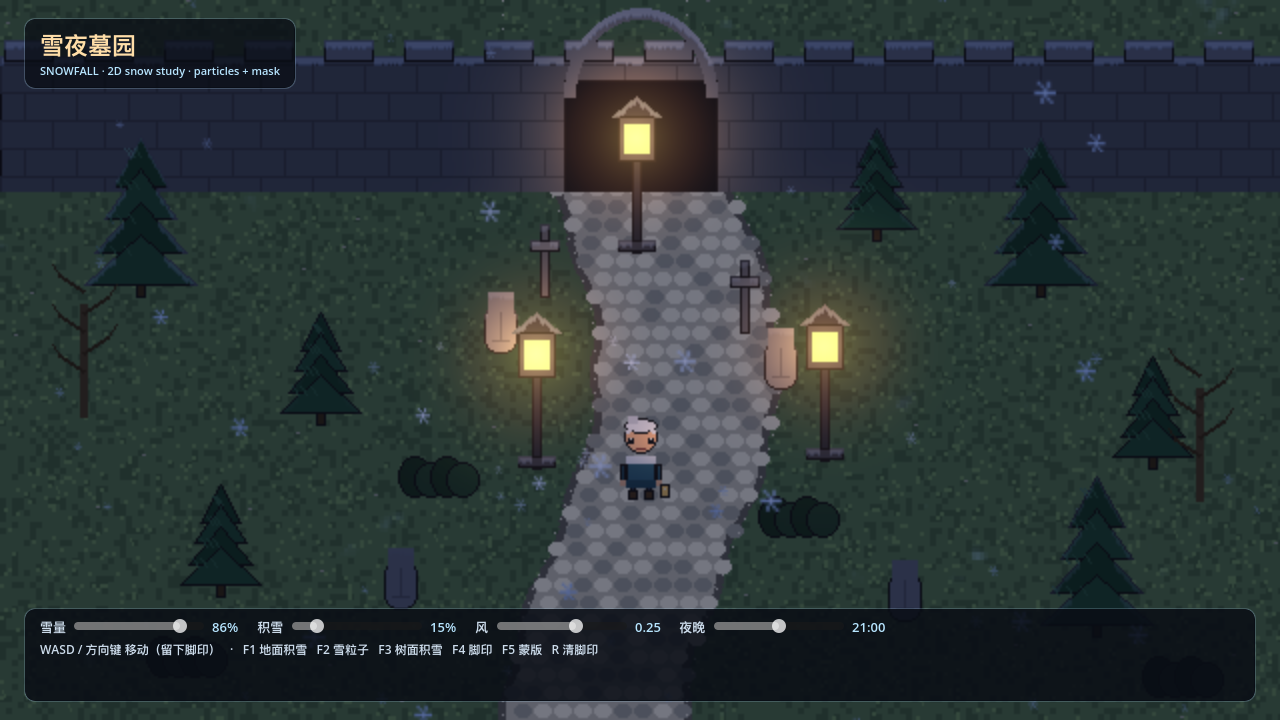 雪夜墓园
SNOWFALL · 2D snow study · particles + mask
雪量 86% 积雪 15% 风 0.25 夜晚 21:00
WASD / 方向键 移动（留下脚印） · F1 地面积雪 F2 雪粒子 F3 树面积雪 F4 脚印 F5 蒙版 R 清脚印